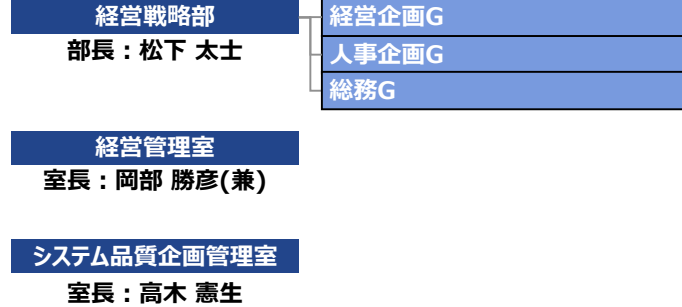 経営戦略部
部長：松下 太士
経営企画G
人事企画G
総務G
経営管理室
室長：岡部 勝彦(兼)
システム品質企画管理室
室長：高木 憲生